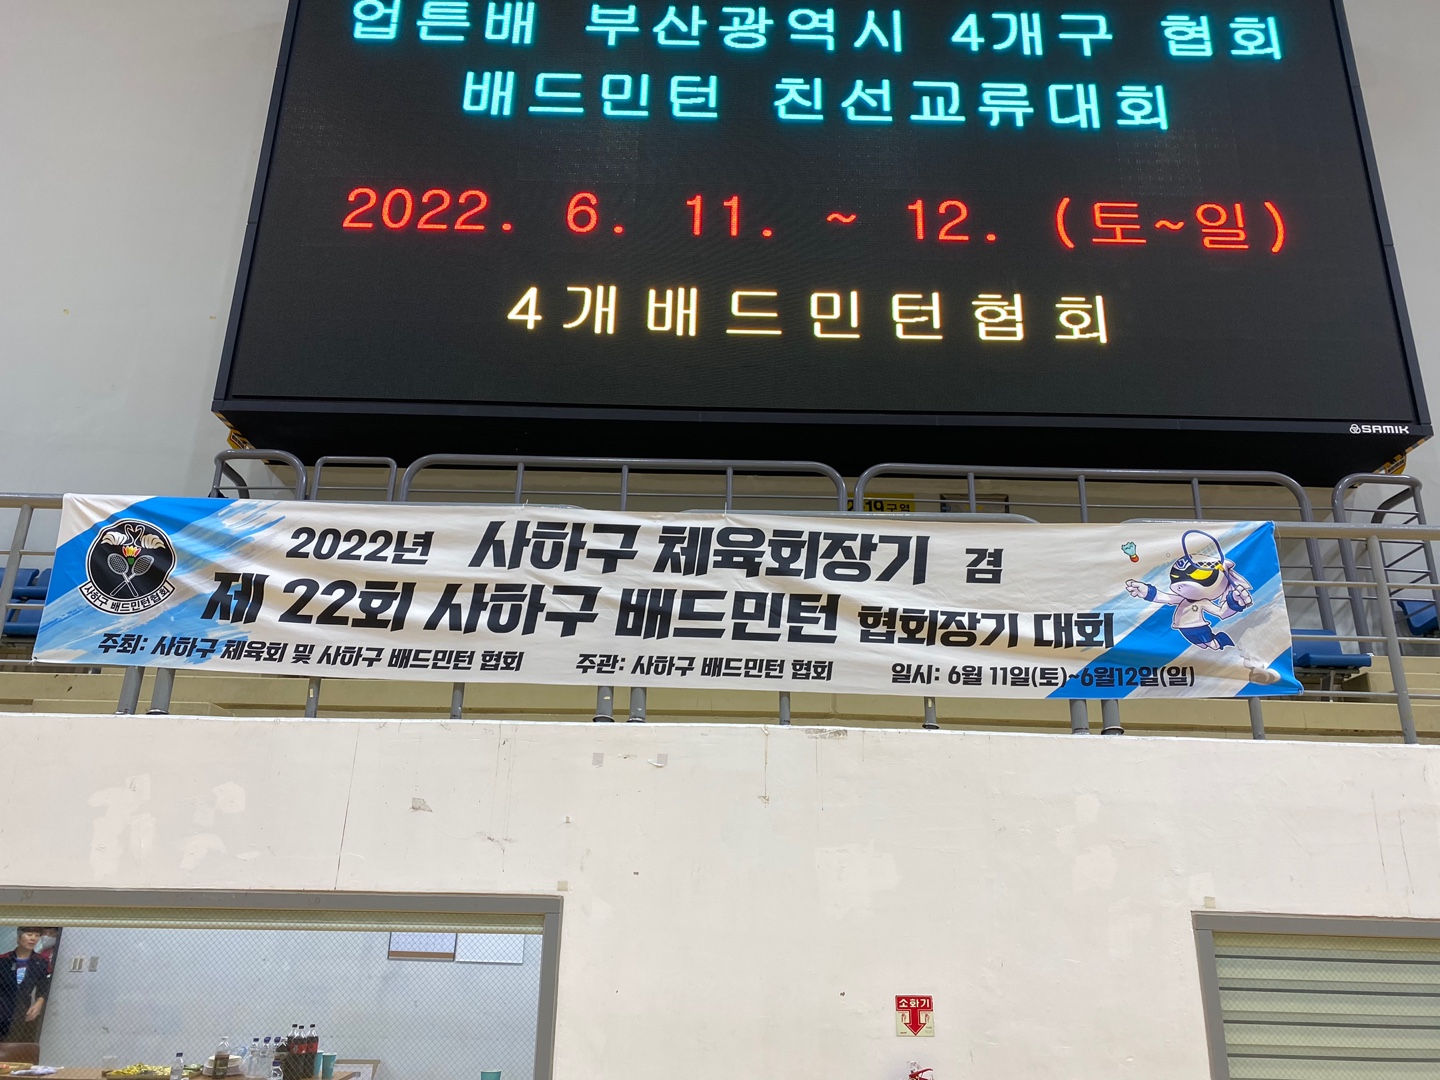 업튼배 부산광역시 4개구 협회
배드민턴 친선교류대회
2022. 6. 11. ~ 12. (토~일)
4개배드민턴협회
SAMIK
구역
2022년 사하구 체육회장기 겸
제 22회 사하구 배드민턴 협회장기 대회
주최: 사하구 체육회 및 사하구 배드민턴 협회 주관: 사하구 배드민턴 협회 일시: 6월 11일(토)~6월12일(일)
사하구 배드민턴협회
소화기